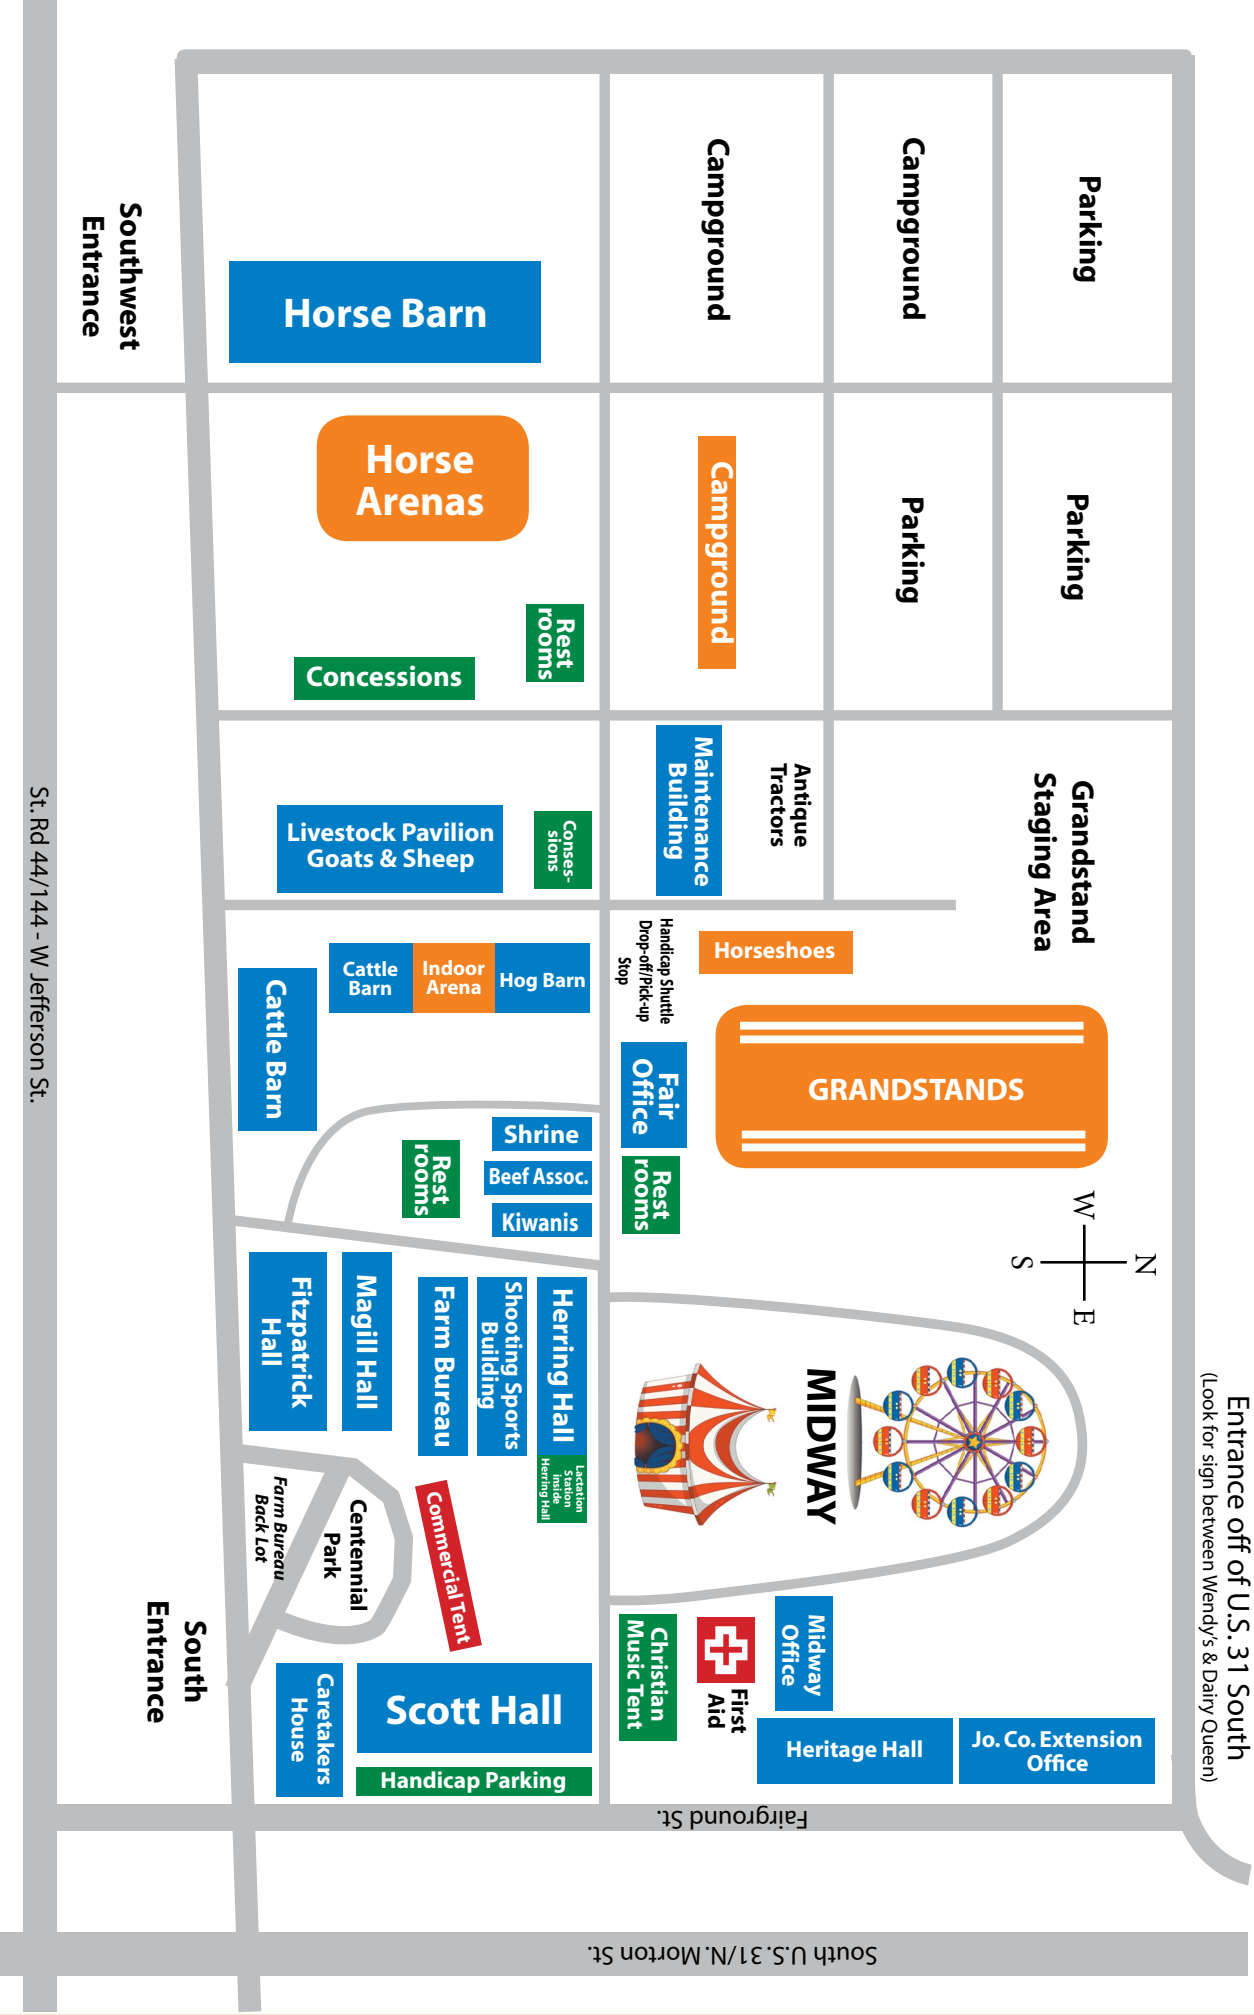 Parking
Campground
Campground
Southwest
Entrance
Horse Barn
Horse
Arenas
Campground
Parking
Parking
Rest
rooms
Concessions
Maintenance
Building
Antique
Tractors
Grandstand
Staging Area
Livestock Pavilion
Goats & Sheep
Conses-
sions
St. Rd 44/144 - W Jefferson St.
Handicap Shuttle
Drop-off/Pick-up
Stop
Horseshoes
Cattle
Barn
Indoor
Arena
Hog Barn
Cattle Barn
Fair
Office
GRANDSTANDS
Shrine
Beef Assoc.
Kiwanis
Rest
rooms
Rest
rooms
N
W
E
S
Fitzpatrick
Hall
Magill Hall
Farm Bureau
Shooting Sports
Building
Herring Hall
Lactation
Station
inside
Herring Hall
MIDWAY
Entrance off of U.S. 31 South
(Look for sign between Wendy's & Dairy Queen)
Commercial Tent
Centennial
Park
Farm Bureau
Back Lot
South
Entrance
Caretakers
House
Scott Hall
Handicap Parking
Christian
Music Tent
First
Aid
Midway
Office
Heritage Hall
Jo. Co. Extension
Office
Fairground St.
South U.S. 31/N. Morton St.